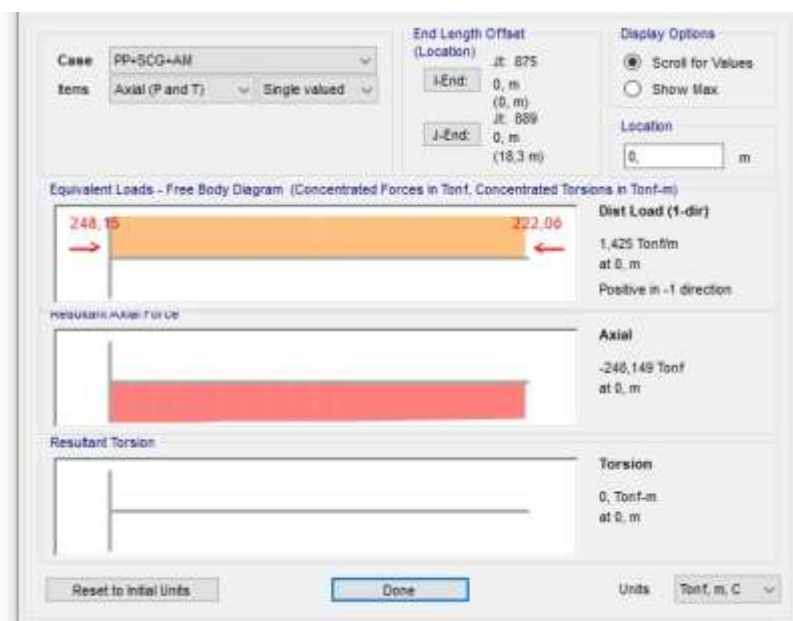 End Length Offset
(Location)
Display Options
Case PP+SCG+AM
Jt: 875
I-End: 0, m
(0, m)
Scroll for Values
Items Axial (P and T) Single valued
Show Max
Jt: 889
J-End: 0, m
(18,3 m)
Location
0, m
Equivalent Loads - Free Body Diagram (Concentrated Forces in Tonf, Concentrated Torsions in Tonf-m)
248,15 222,06
Dist Load (1-dir)
1,425 Tonf/m
at 0, m
Positive in -1 direction
Resultant Axial Force
Axial
-248,149 Tonf
at 0, m
Resultant Torsion
Torsion
0, Tonf-m
at 0, m
Reset to Initial Units Done Units Tonf, m, C